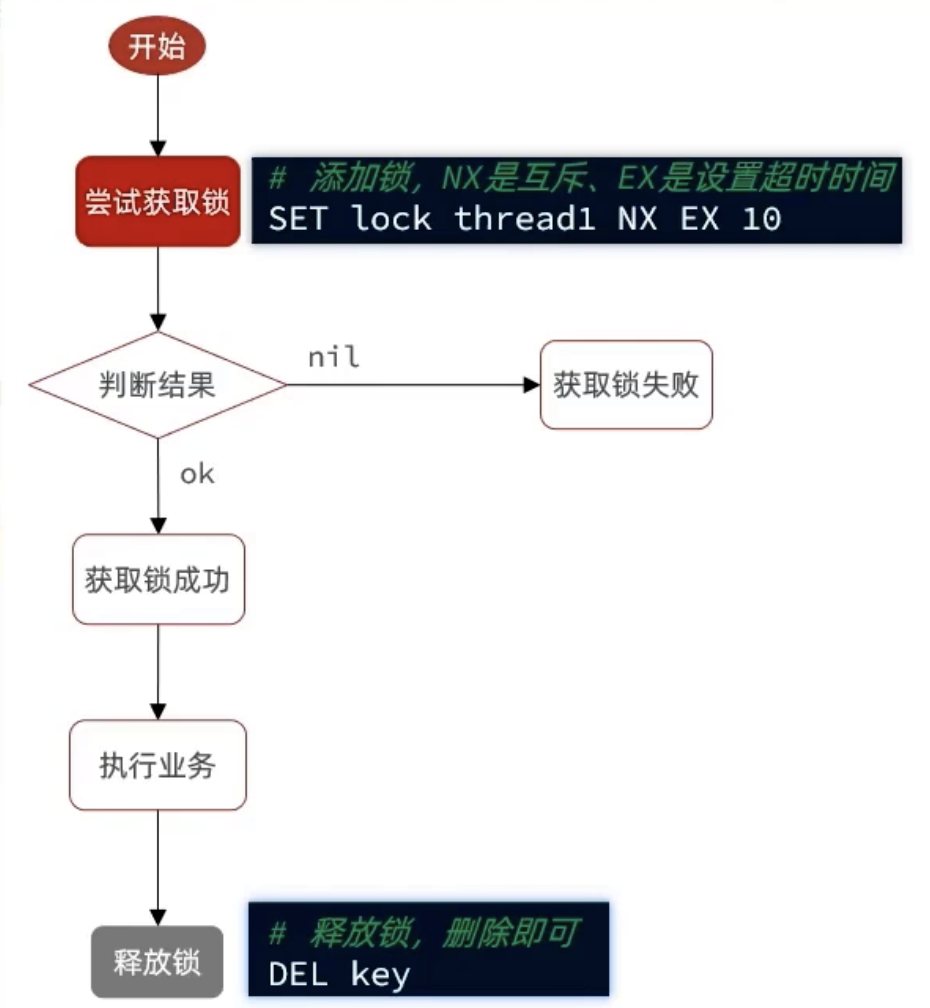 开始
尝试获取锁
# 添加锁，NX是互斥、EX是设置超时时间
SET lock thread1 NX EX 10
判断结果
nil
获取锁失败
ok
获取锁成功
执行业务
释放锁
# 释放锁，删除即可
DEL key